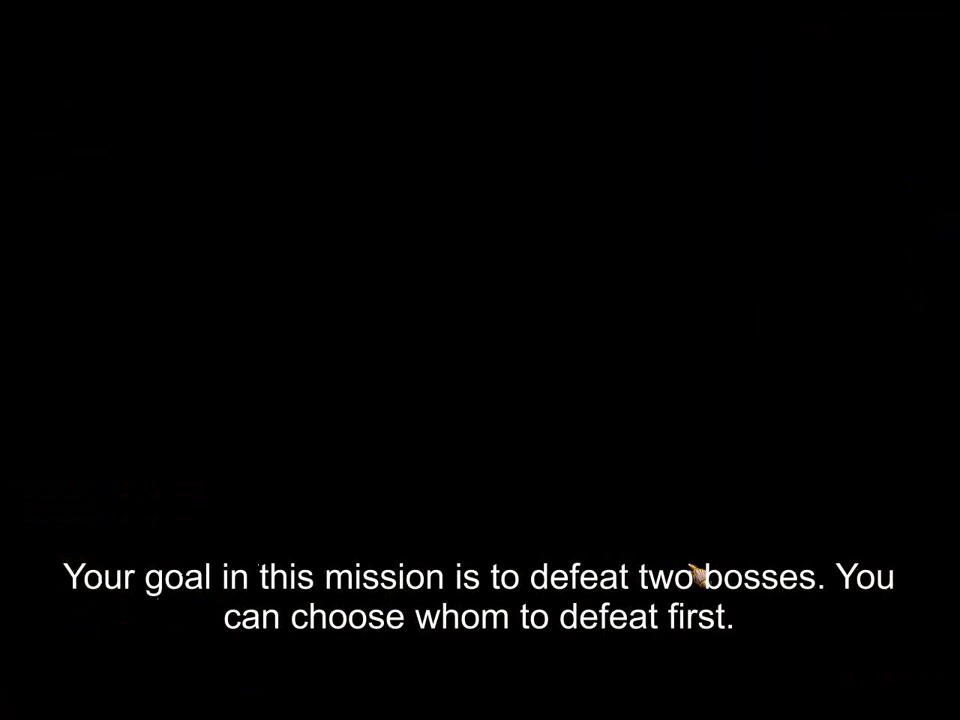 Your goal in this mission is to defeat two bosses. You
can choose whom to defeat first.